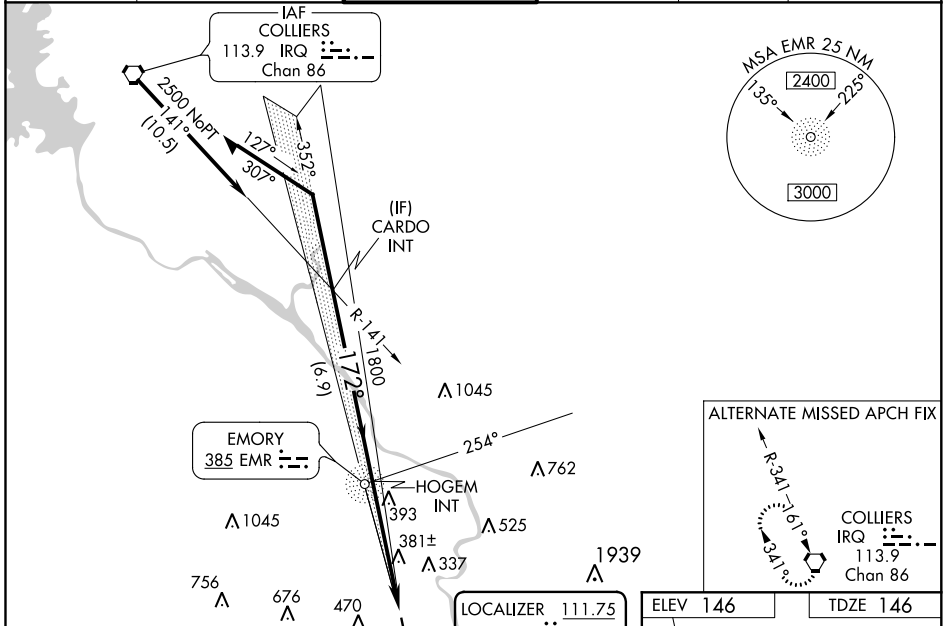 IAF
COLLIERS
113.9 IRQ
Chan 86
2500 NoPT
141°
(10.5)
127°
307°
352°
(IF)
CARDO
INT
R-141
1800
172°
(6.9)
MSA EMR 25 NM
135°
2400
225°
3000
1045
EMORY
385 EMR
254°
762
HOGEM
INT
393
1045
525
381±
337
1939
756
676
470
ALTERNATE MISSED APCH FIX
R-341
161°
341°
COLLIERS
IRQ
113.9
Chan 86
LOCALIZER 111.75
ELEV 146
TDZE 146